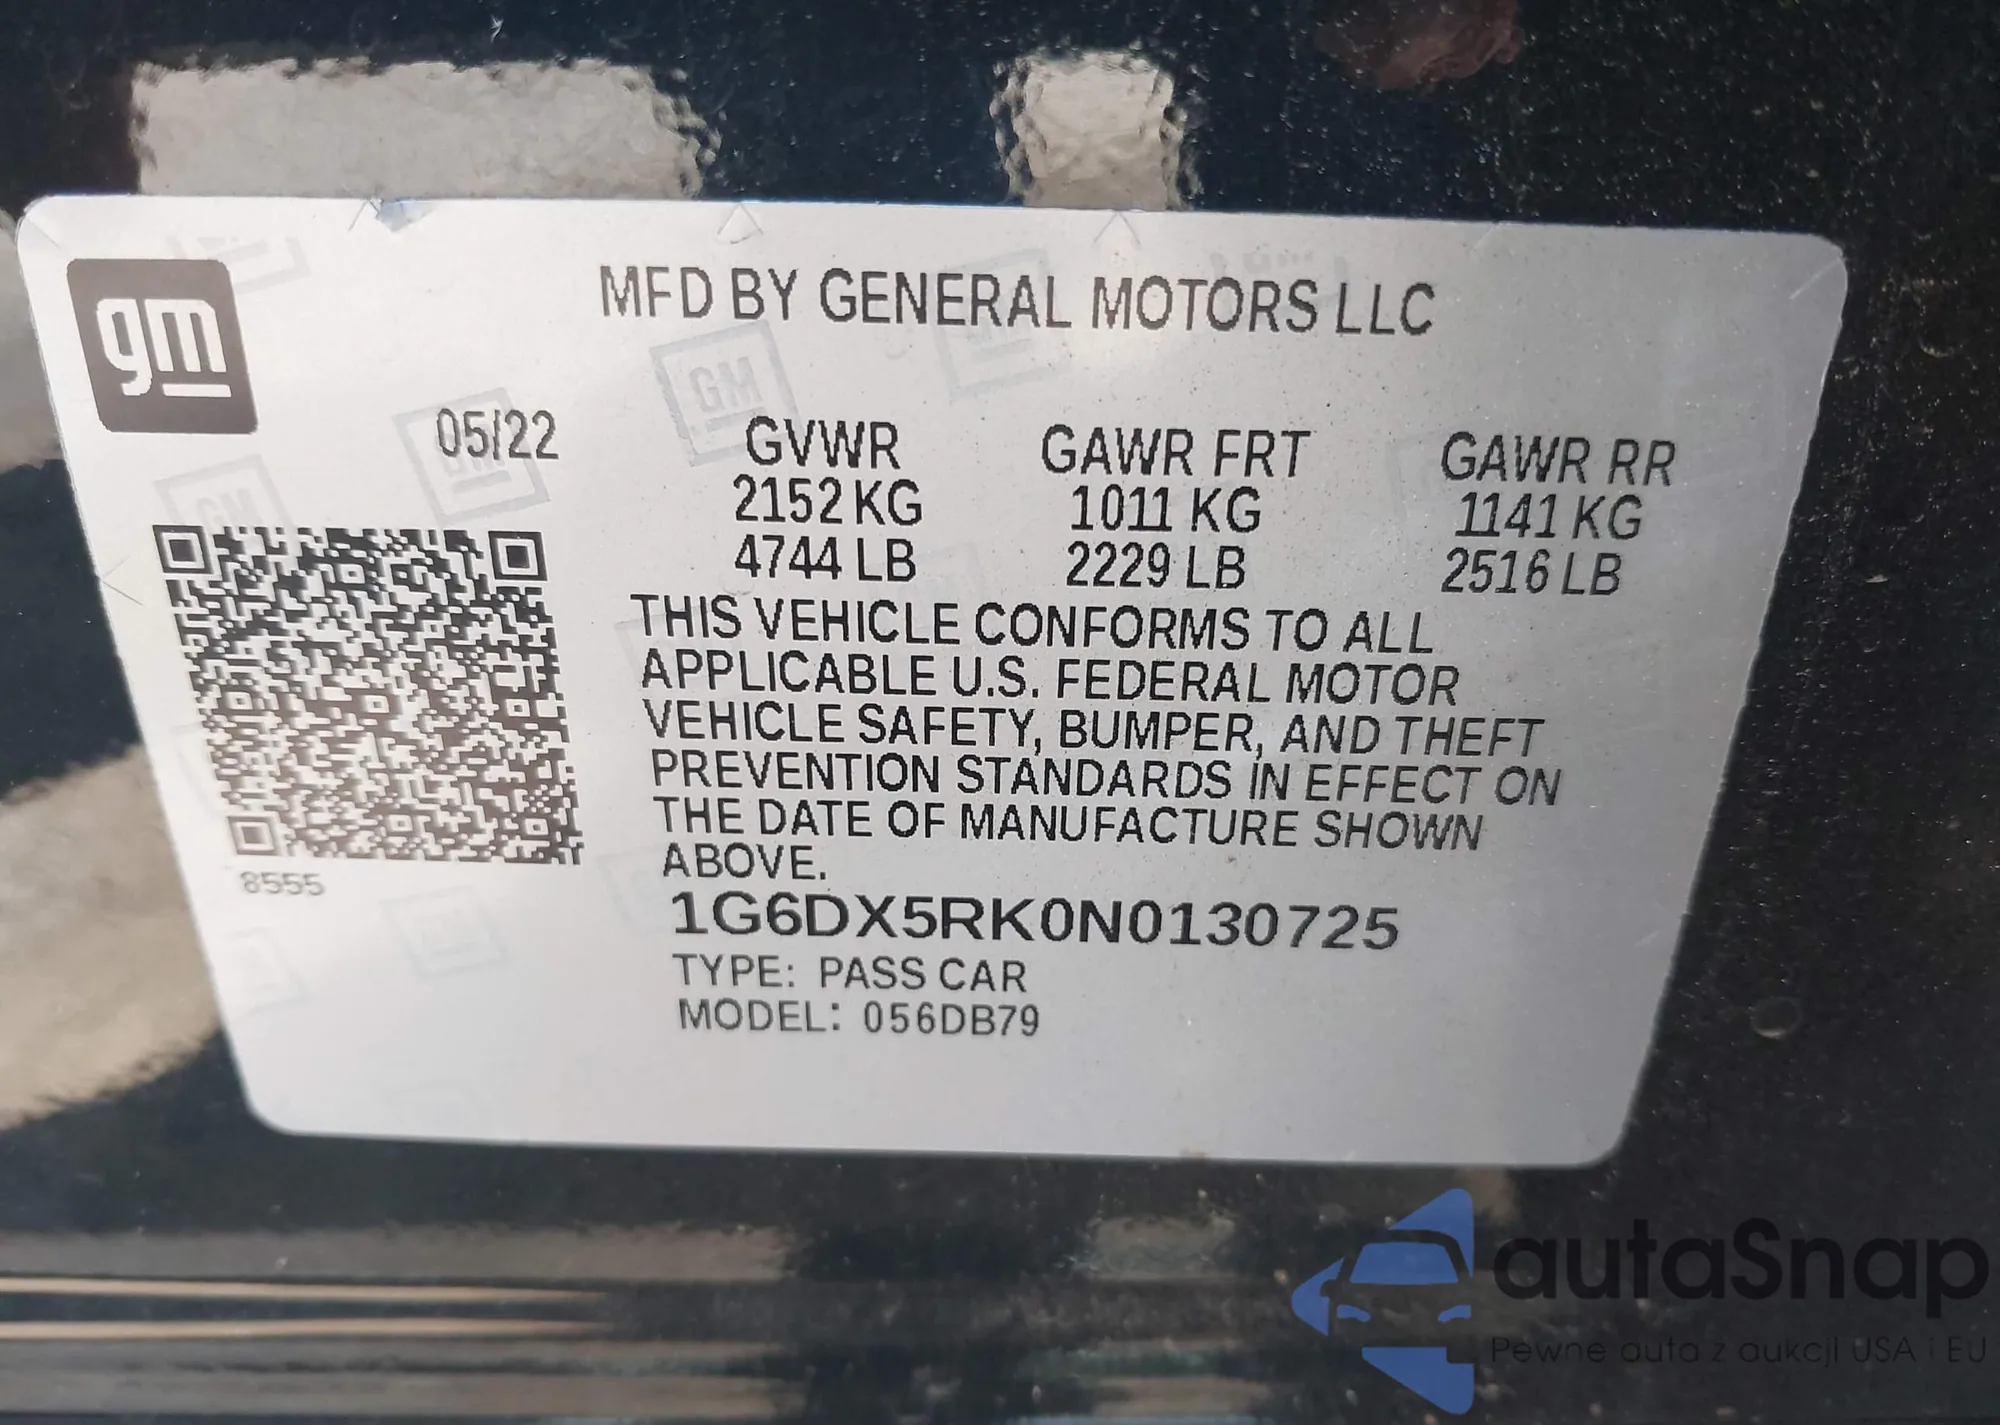 gm
MFD BY GENERAL MOTORS LLC
05/22
GVWR GAWR FRT GAWR RR
2152 KG 1011 KG 1141 KG
4744 LB 2229 LB 2516 LB
THIS VEHICLE CONFORMS TO ALL
APPLICABLE U.S. FEDERAL MOTOR
VEHICLE SAFETY, BUMPER, AND THEFT
PREVENTION STANDARDS IN EFFECT ON
THE DATE OF MANUFACTURE SHOWN
ABOVE.
8555
1G6DX5RK0N0130725
TYPE: PASS CAR
MODEL: 056DB79
GM
GM
GM
autaSnap
Pewne auta z aukcji USA i EU